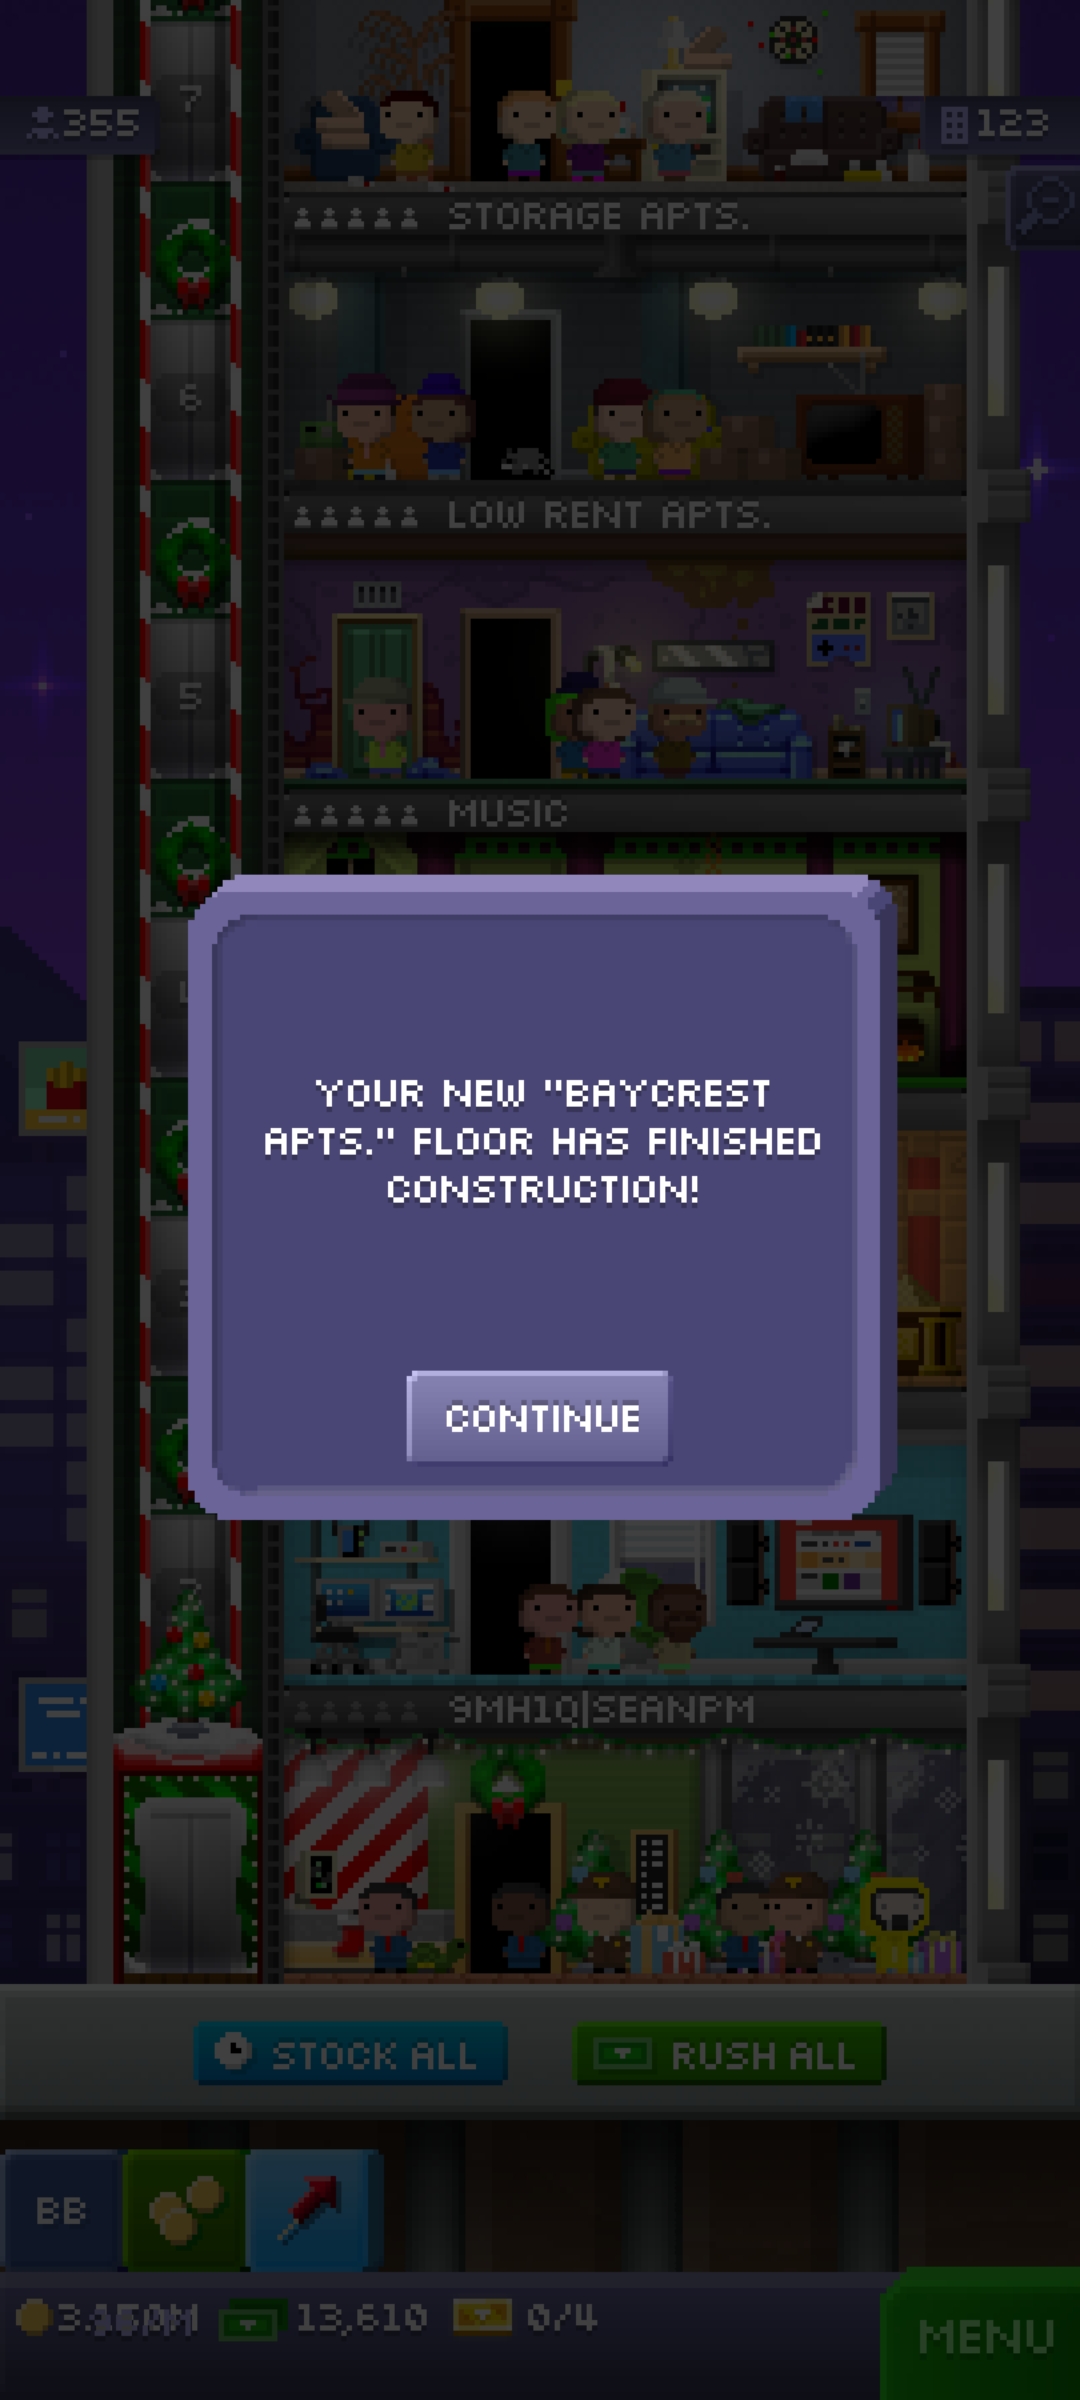 7
355
123
STORAGE APTS.
6
LOW RENT APTS.
5
MUSIC
YOUR NEW "BAYCREST
APTS." FLOOR HAS FINISHED
CONSTRUCTION!
CONTINUE
9MH1Q|SEANPM
STOCK ALL
RUSH ALL
BB
13,610
0/4
MENU